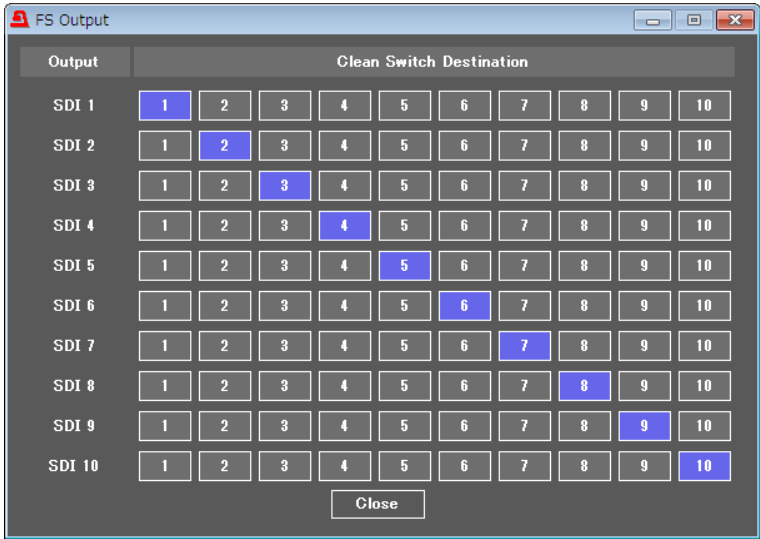 FS Output
Output Clean Switch Destination
SDI 1 1 2 3 4 5 6 7 8 9 10
SDI 2 1 2 3 4 5 6 7 8 9 10
SDI 3 1 2 3 4 5 6 7 8 9 10
SDI 4 1 2 3 4 5 6 7 8 9 10
SDI 5 1 2 3 4 5 6 7 8 9 10
SDI 6 1 2 3 4 5 6 7 8 9 10
SDI 7 1 2 3 4 5 6 7 8 9 10
SDI 8 1 2 3 4 5 6 7 8 9 10
SDI 9 1 2 3 4 5 6 7 8 9 10
SDI 10 1 2 3 4 5 6 7 8 9 10
Close